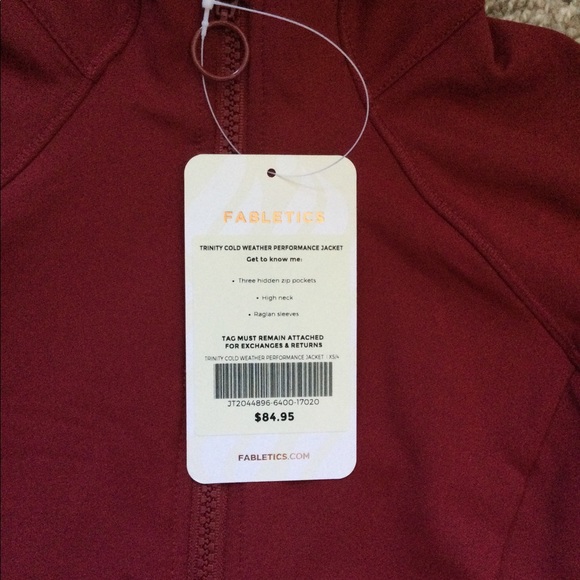 FABLETICS
TRINITY COLD WEATHER PERFORMANCE JACKET
Get to know me:
• Three hidden zip pockets
• High neck
• Raglan sleeves
TAG MUST REMAIN ATTACHED
FOR EXCHANGES & RETURNS
TRINITY COLD WEATHER PERFORMANCE JACKET | XS/4
JT2044896-6400-17020
$84.95
FABLETICS.COM